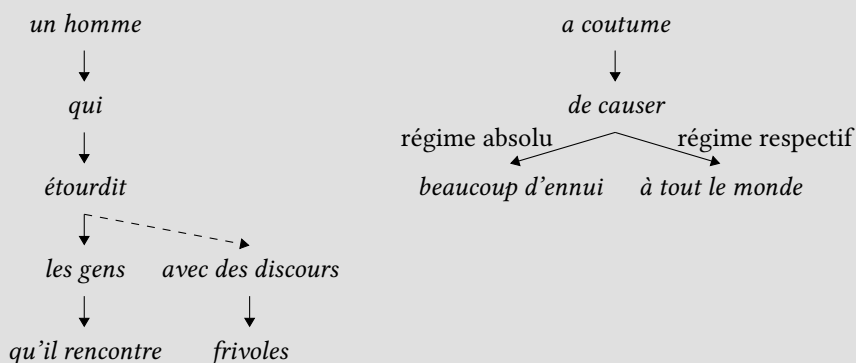 un homme
a coutume
qui
de causer
régime absolu
régime respectif
étourdit
beaucoup d'ennui
à tout le monde
les gens
avec des discours
qu'il rencontre
frivoles